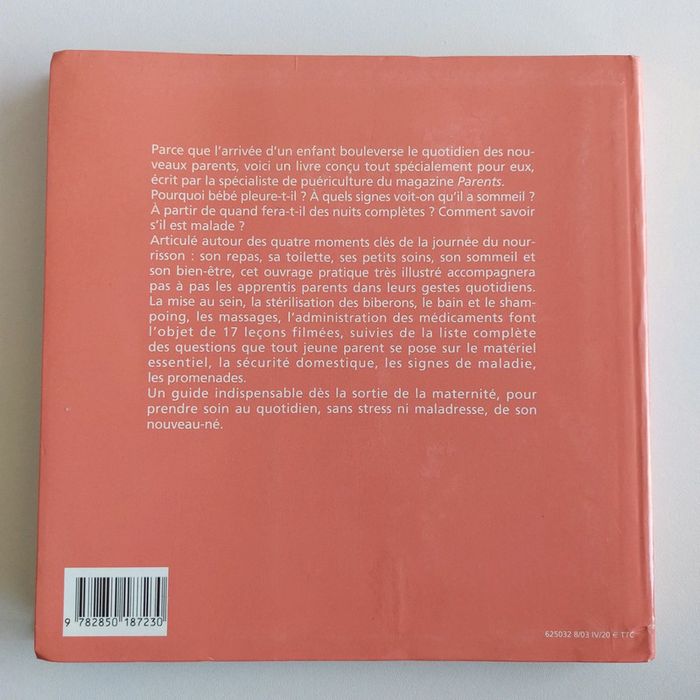 Parce que l'arrivée d'un enfant bouleverse le quotidien des nou-
veaux parents, voici un livre conçu tout spécialement pour eux,
écrit par la spécialiste de puériculture du magazine Parents.
Pourquoi bébé pleure-t-il ? À quels signes voit-on qu'il a sommeil ?
À partir de quand fera-t-il des nuits complètes ? Comment savoir
s'il est malade ?
Articulé autour des quatre moments clés de la journée du nour-
risson : son repas, sa toilette, ses petits soins, son sommeil et
son bien-être, cet ouvrage pratique très illustré accompagnera
pas à pas les apprentis parents dans leurs gestes quotidiens.
La mise au sein, la stérilisation des biberons, le bain et le sham-
poing, les massages, l'administration des médicaments font
l'objet de 17 leçons filmées, suivies de la liste complète
des questions que tout jeune parent se pose sur le matériel
essentiel, la sécurité domestique, les signes de maladie,
les promenades.
Un guide indispensable dès la sortie de la maternité, pour
prendre soin au quotidien, sans stress ni maladresse, de son
nouveau-né.
9 782850 187230
625032 8/03 IV/20 € TTC